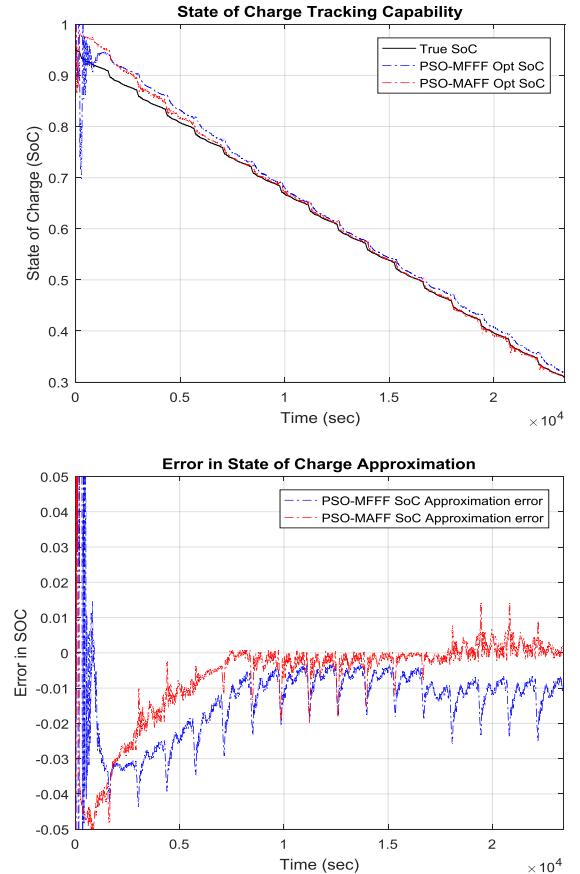 State of Charge Tracking Capability
1
0.9
0.8
0.7
0.6
0.5
0.4
0.3
State of Charge (SoC)
True SoC
PSO-MFFF Opt SoC
PSO-MAFF Opt SoC
0
0.5
1
1.5
2
Time (sec)
×10^4
Error in State of Charge Approximation
0.05
0.04
0.03
0.02
0.01
0
-0.01
-0.02
-0.03
-0.04
-0.05
Error in SOC
PSO-MFFF SoC Approximation error
PSO-MAFF SoC Approximation error
0
0.5
1
1.5
2
Time (sec)
×10^4